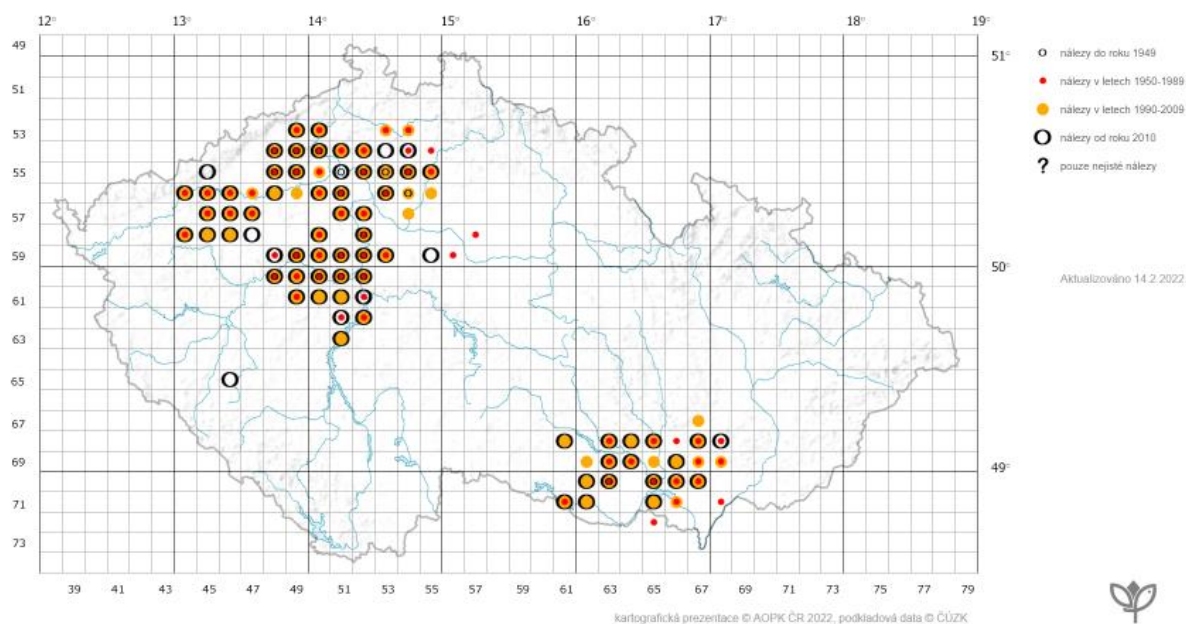 12° 13° 14° 15° 16° 17° 18° 19°
49
51° nálezy do roku 1949
51 nálezy v letech 1950-1989
53 nálezy v letech 1990-2009
nálezy od roku 2010
55 ? pouze nejisté nálezy
57
59
50°
Aktualizováno 14.2.2022
61
63
65
67
69 49°
71
73
39 41 43 45 47 49 51 53 55 57 59 61 63 65 67 69 71 73 75 77 79
kartografická prezentace © AOPK ČR 2022, podkladová data © ČÚZK